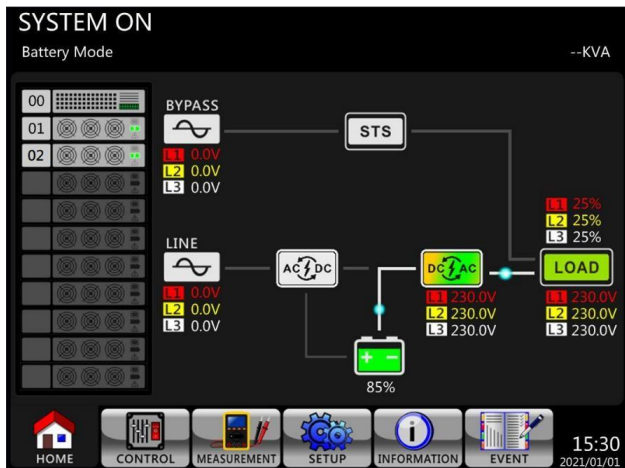 SYSTEM ON
Battery Mode
--KVA
00
01
02
BYPASS
L1 0.0V
L2 0.0V
L3 0.0V
STS
LINE
L1 0.0V
L2 0.0V
L3 0.0V
AC DC
DC AC
L1 230.0V
L2 230.0V
L3 230.0V
L1 25%
L2 25%
L3 25%
LOAD
L1 230.0V
L2 230.0V
L3 230.0V
+ -
85%
HOME
CONTROL
MEASUREMENT
SETUP
INFORMATION
EVENT
15:30
2021/01/01